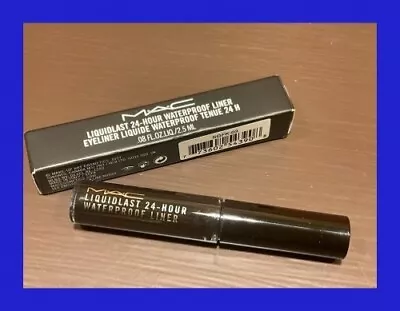 MAC
LIQUIDLAST 24-HOUR WATERPROOF LINER
EYELINER LIQUIDE WATERPROOF TENUE 24 H
.08 FL.OZ.LIQ./2.5 ML
MAC
LIQUIDLAST 24-HOUR
WATERPROOF LINER